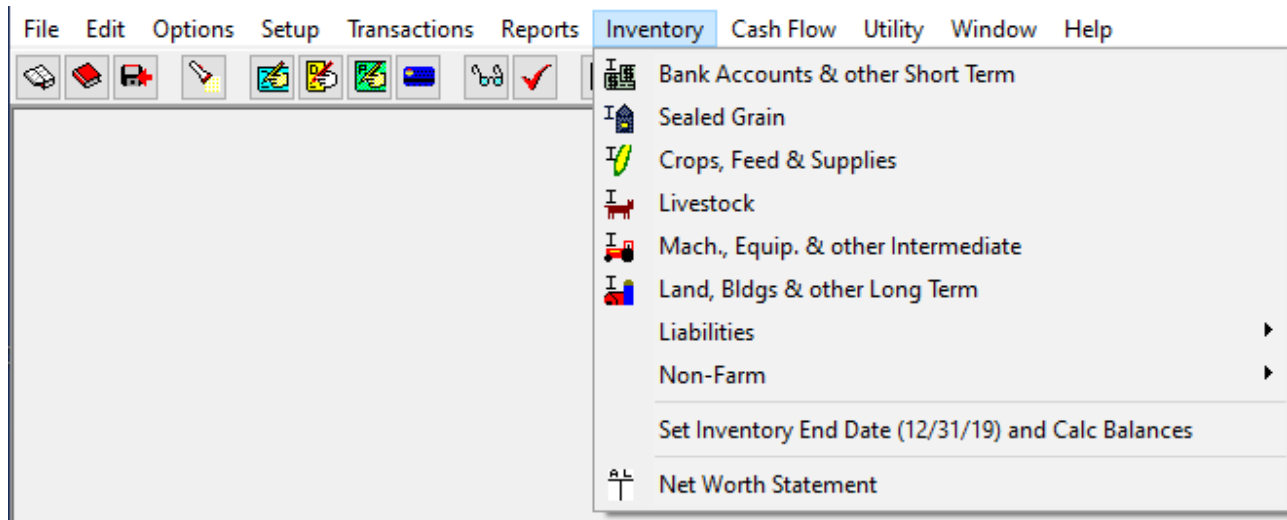 File Edit Options Setup Transactions Reports Inventory Cash Flow Utility Window Help
Bank Accounts & other Short Term
Sealed Grain
Crops, Feed & Supplies
Livestock
Mach., Equip. & other Intermediate
Land, Bldgs & other Long Term
Liabilities
Non-Farm
Set Inventory End Date (12/31/19) and Calc Balances
Net Worth Statement